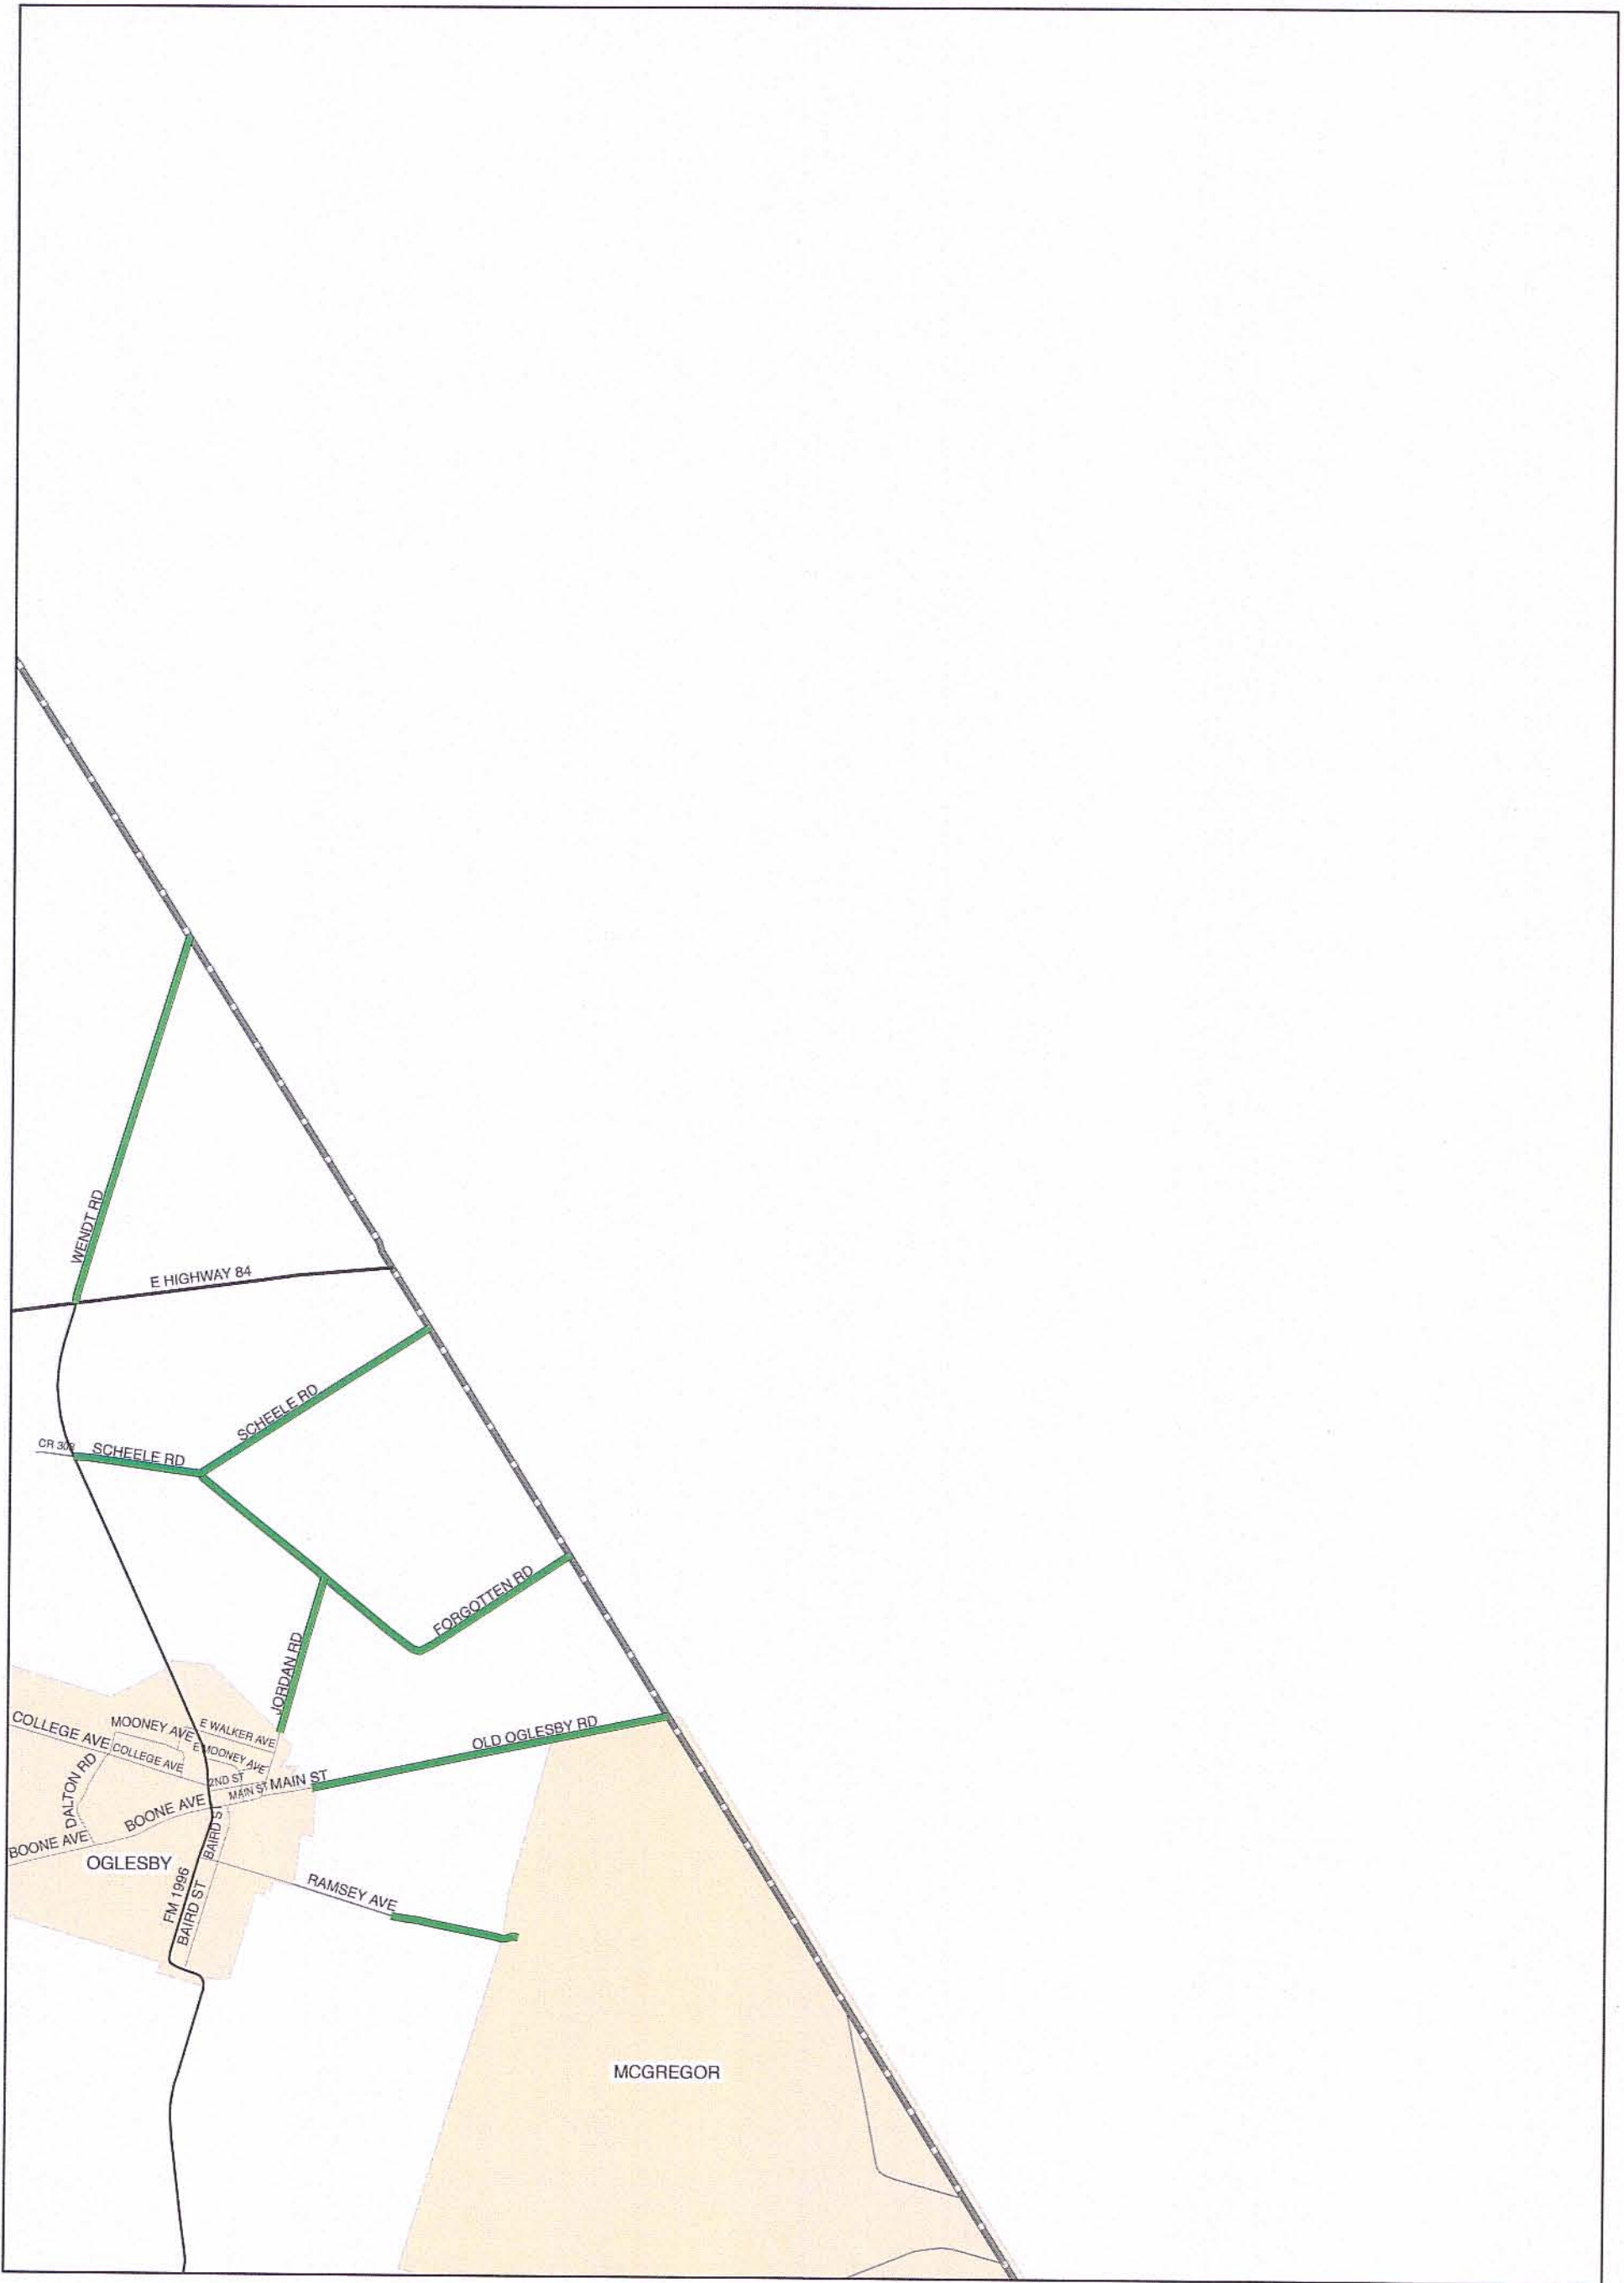 WENDT RD
E HIGHWAY 84
SCHEELE RD
CR 303
SCHEELE RD
FORGOTTEN RD
JORDAN RD
COLLEGE AVE
MOONEY AVE
E WALKER AVE
OLD OGLESBY RD
COLLEGE AVE
E MOONEY AVE
DALTON RD
2ND ST
MAIN ST
MAIN ST
BOONE AVE
BAIRD ST
BOONE AVE
OGLESBY
RAMSEY AVE
FM 1996
BAIRD ST
MCGREGOR